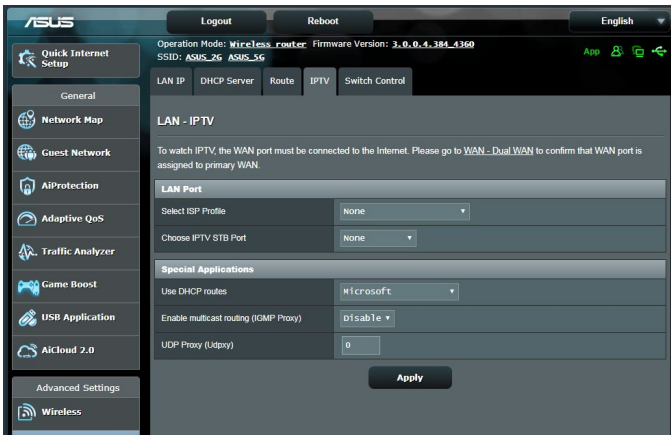 ASUS
Logout
Reboot
English
Quick Internet
Setup
Operation Mode: Wireless router Firmware Version: 3.0.0.4.384_4360
SSID: ASUS_2G ASUS_5G
App
General
Network Map
Guest Network
AiProtection
Adaptive QoS
Traffic Analyzer
Game Boost
USB Application
AiCloud 2.0
Advanced Settings
Wireless
LAN IP
DHCP Server
Route
IPTV
Switch Control
LAN - IPTV
To watch IPTV, the WAN port must be connected to the Internet. Please go to WAN - Dual WAN to confirm that WAN port is
assigned to primary WAN.
LAN Port
Select ISP Profile
None
Choose IPTV STB Port
None
Special Applications
Use DHCP routes
Microsoft
Enable multicast routing (IGMP Proxy)
Disable
UDP Proxy (Udpxy)
0
Apply